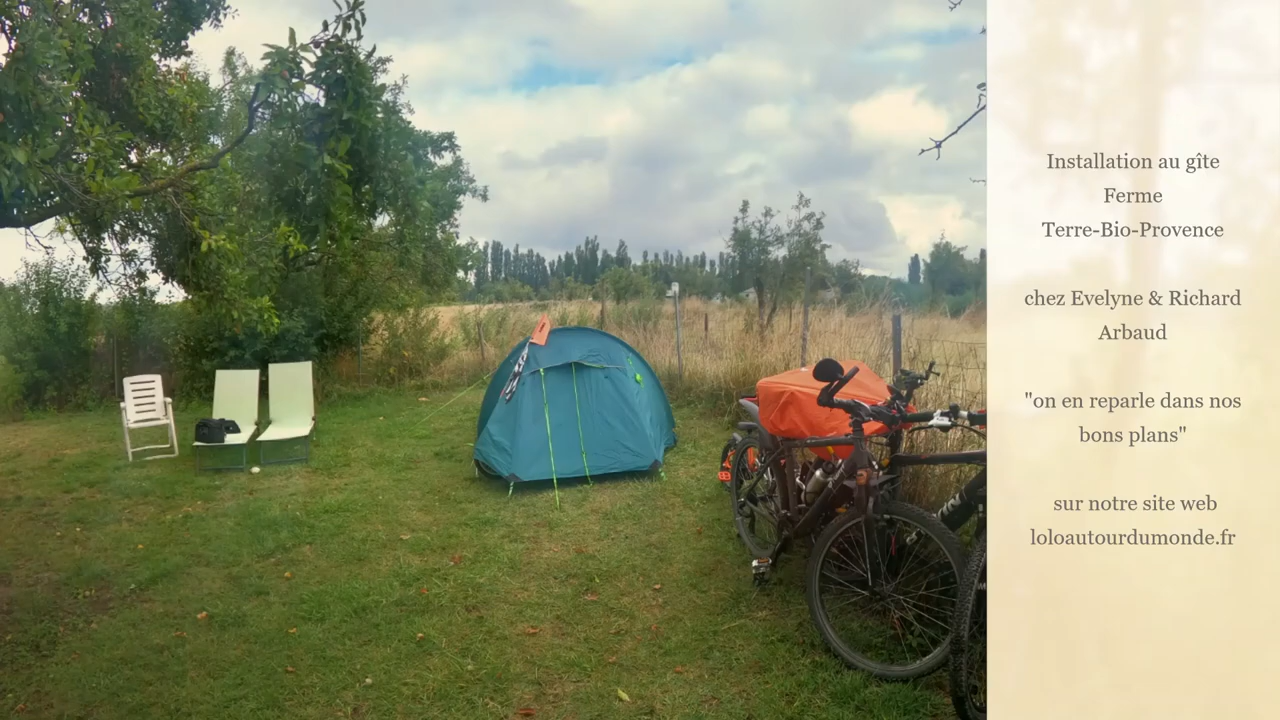 Installation au gîte
Ferme
Terre-Bio-Provence
chez Evelyne & Richard
Arbaud
"on en reparle dans nos
bons plans"
sur notre site web
loloautourdumonde.fr